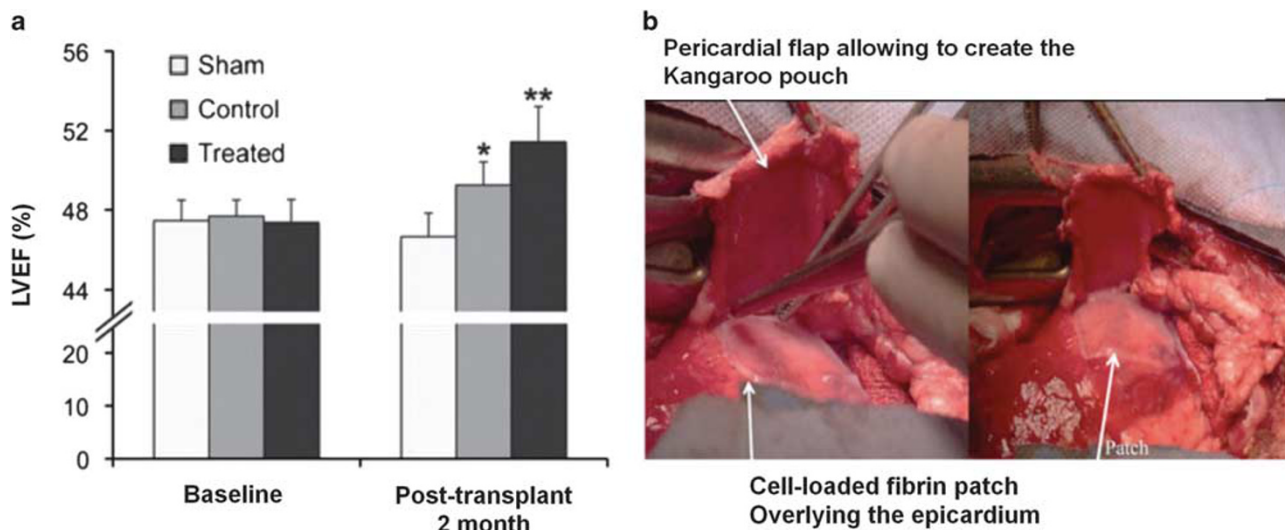 a
56
52
48
44
20
10
0
LVEF (%)
Sham
Control
Treated
*
**
Baseline
Post-transplant
2 month
b
Pericardial flap allowing to create the
Kangaroo pouch
Patch
Cell-loaded fibrin patch
Overlying the epicardium